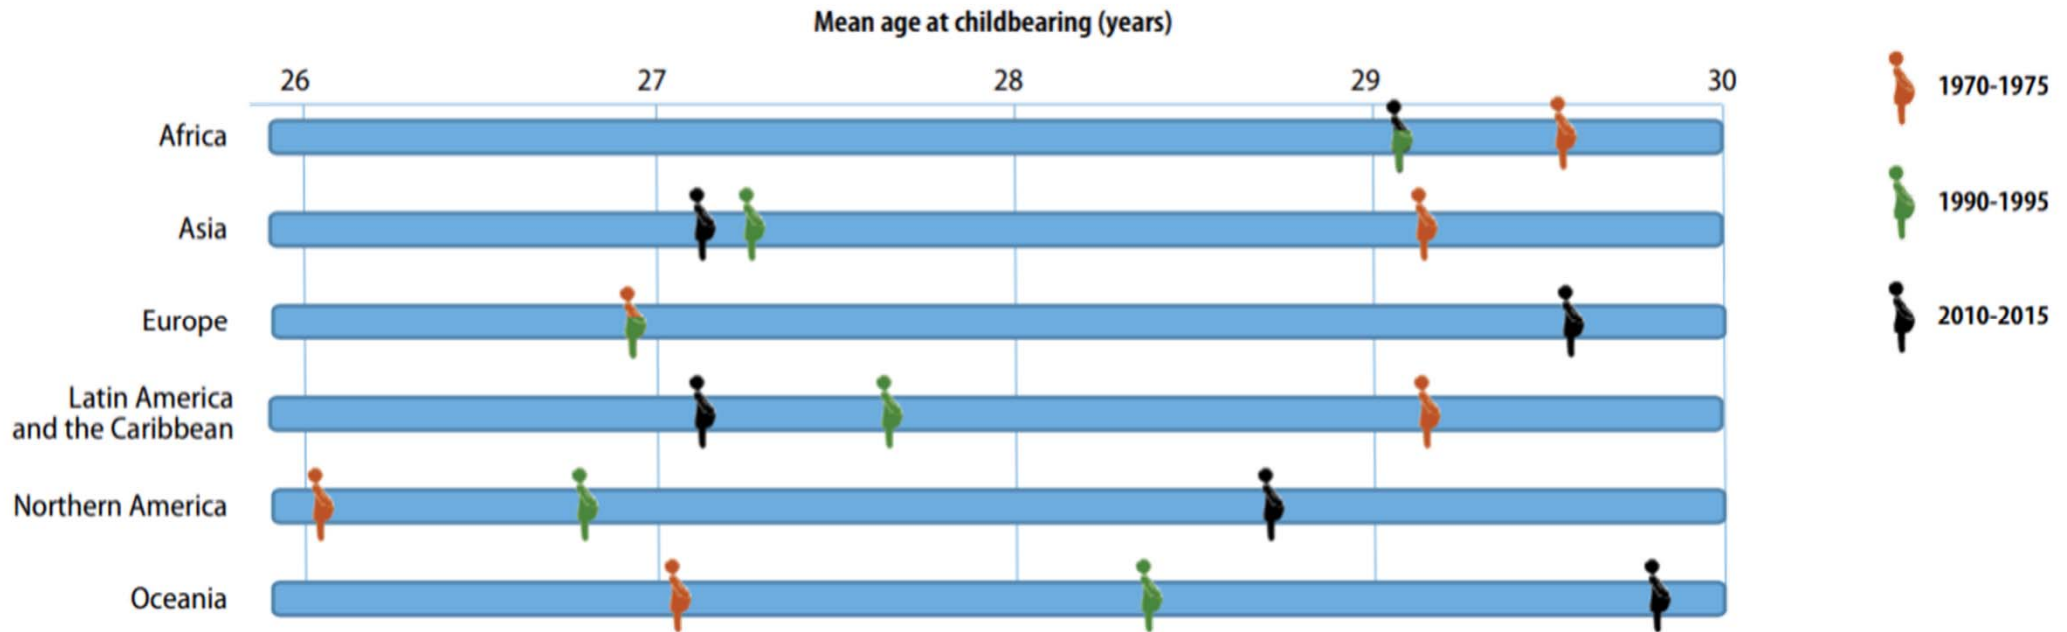 Mean age at childbearing (years)
26 27 28 29 30
Africa
Asia
Europe
Latin America
and the Caribbean
Northern America
Oceania
1970-1975
1990-1995
2010-2015